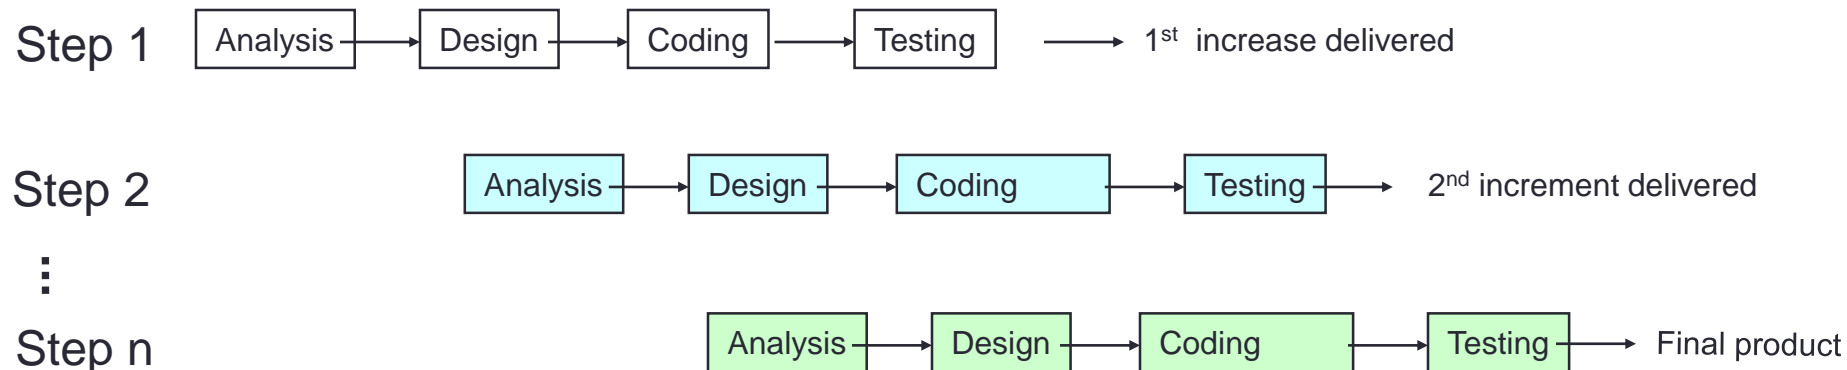 Step 1 Analysis Design Coding Testing 1st increase delivered
Step 2 Analysis Design Coding Testing 2nd increment delivered
⋮
Step n Analysis Design Coding Testing Final product